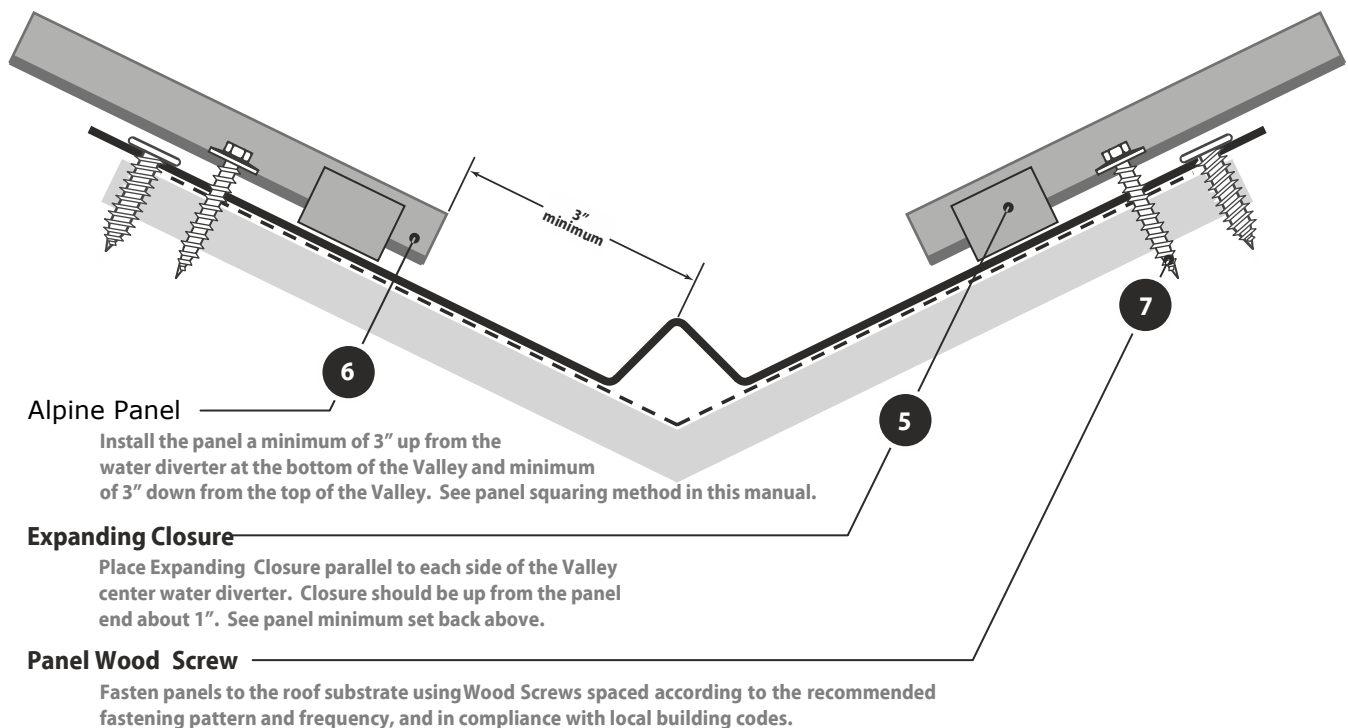 3” minimum
6
7
5
Alpine Panel
Install the panel a minimum of 3” up from the
water diverter at the bottom of the Valley and minimum
of 3” down from the top of the Valley. See panel squaring method in this manual.
Expanding Closure
Place Expanding Closure parallel to each side of the Valley
center water diverter. Closure should be up from the panel
end about 1”. See panel minimum set back above.
Panel Wood Screw
Fasten panels to the roof substrate using Wood Screws spaced according to the recommended
fastening pattern and frequency, and in compliance with local building codes.